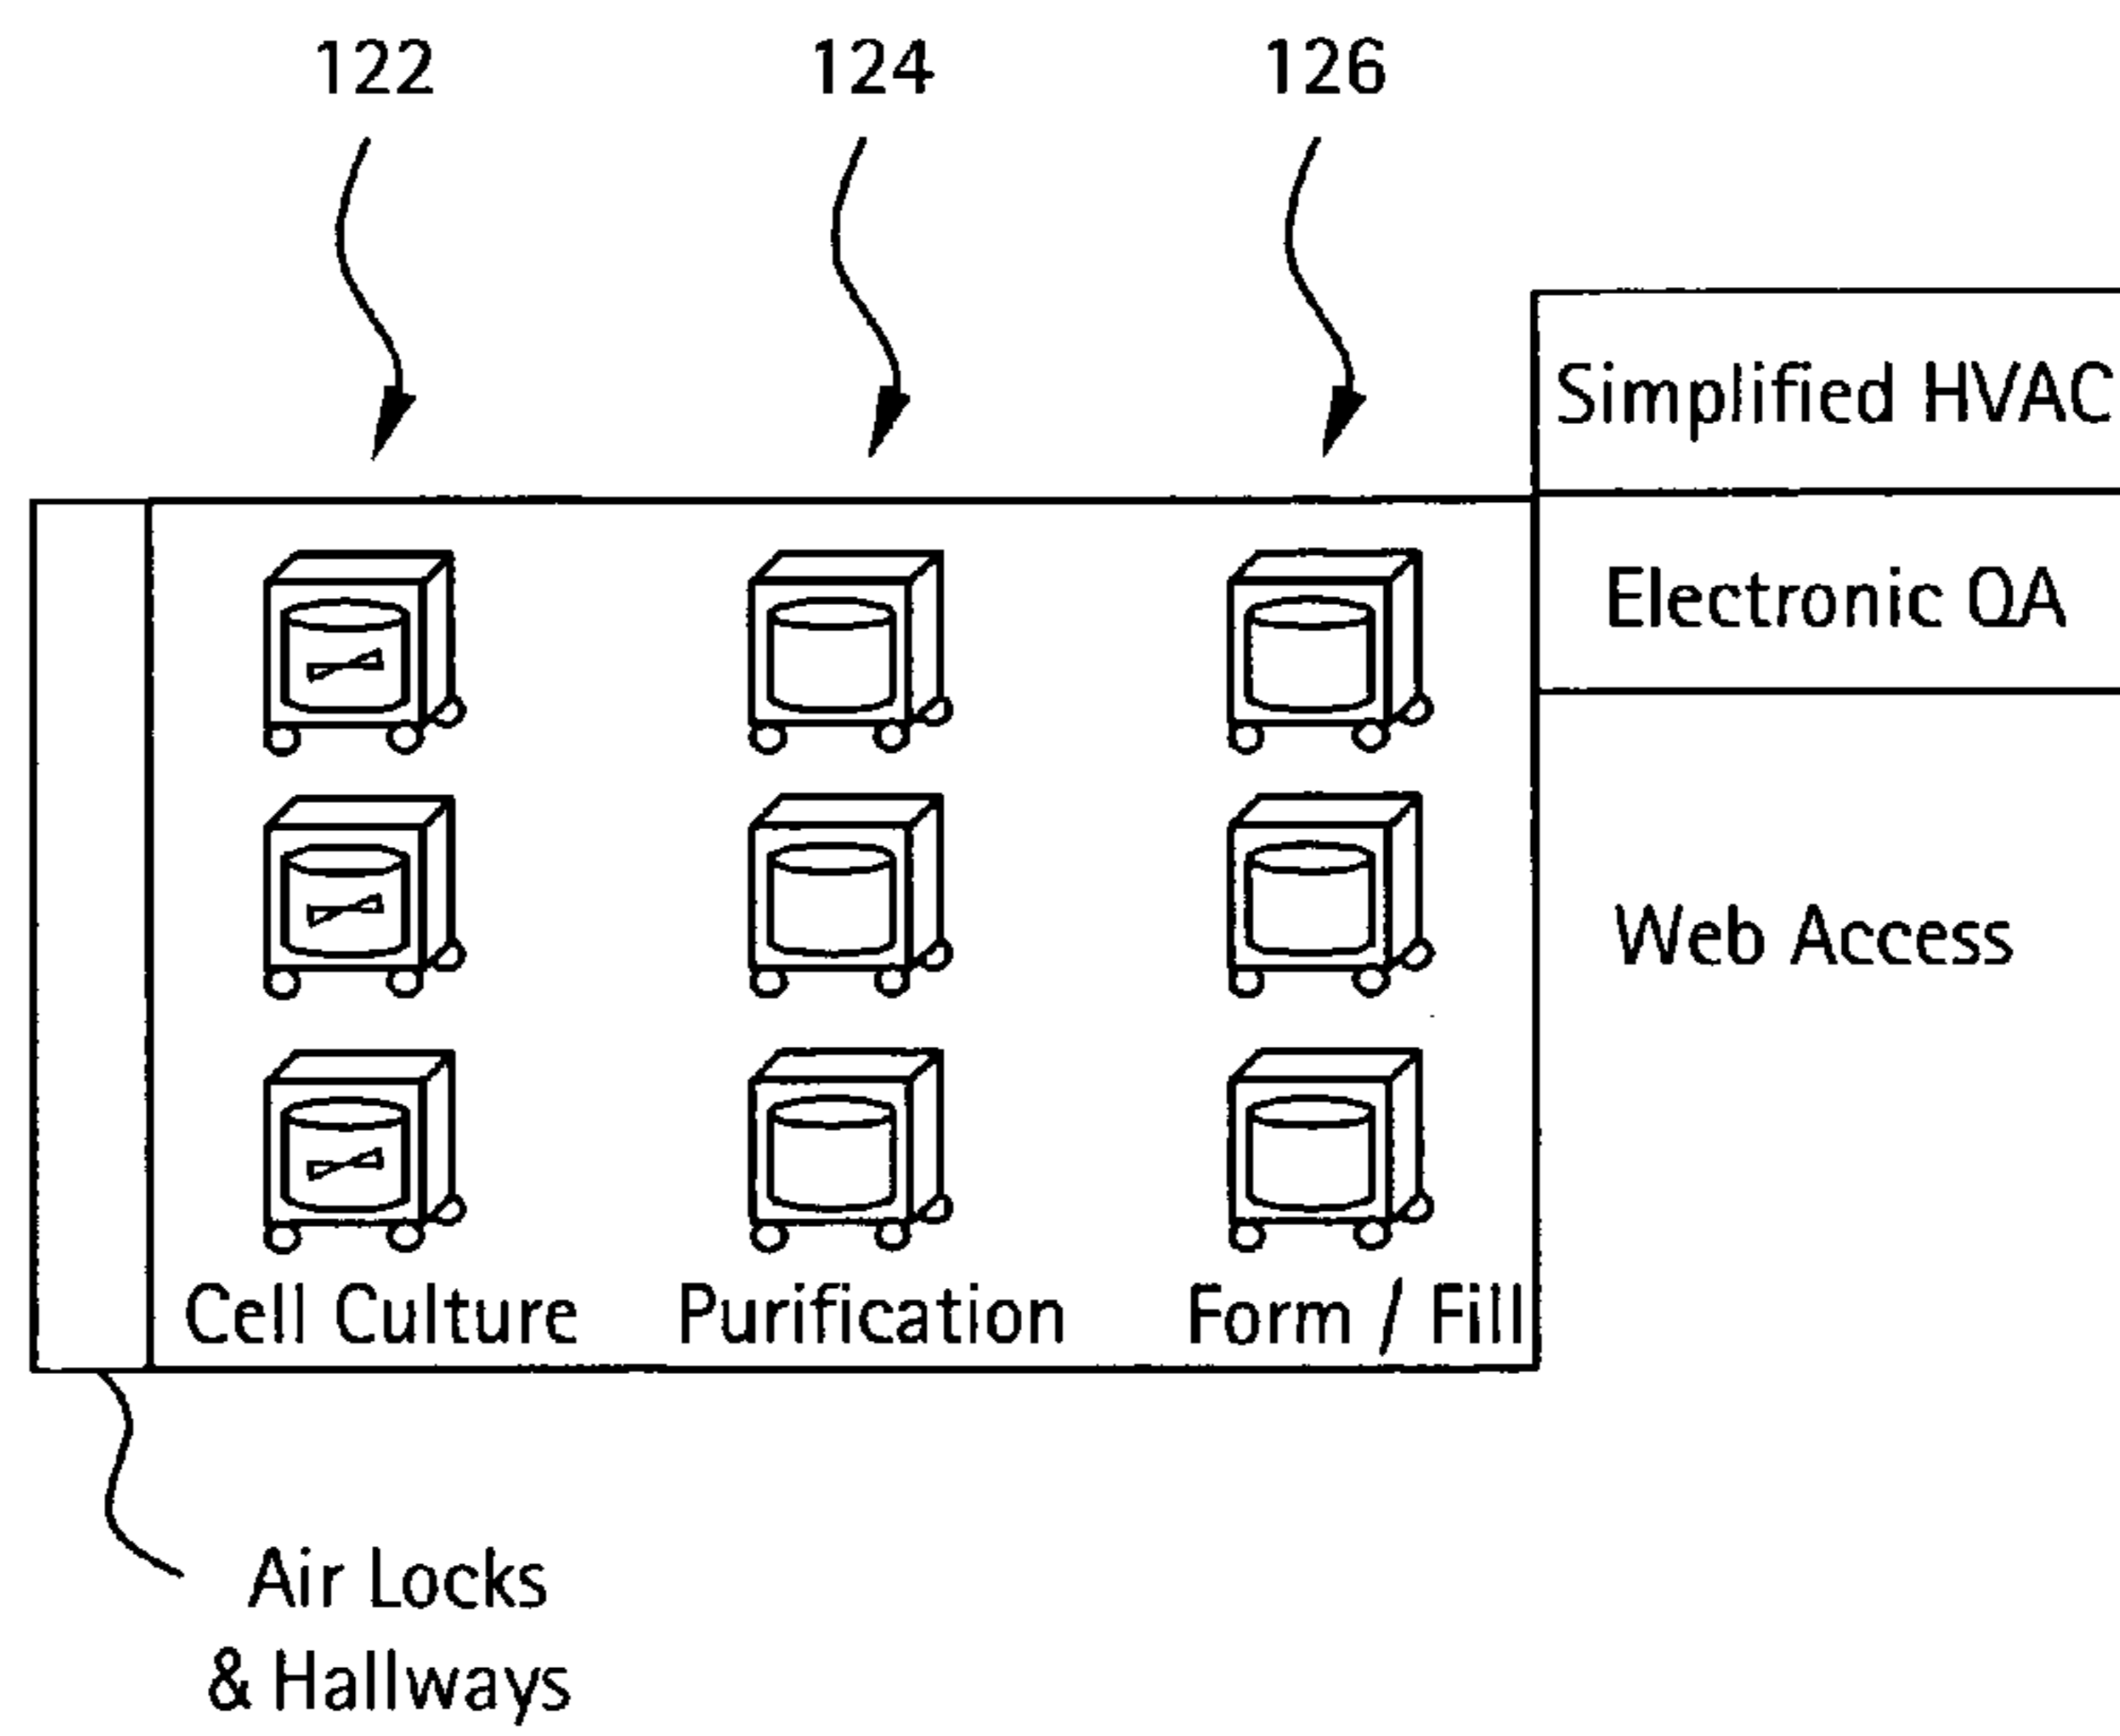 122 124 126
Simplified HVAC
Electronic QA
Web Access
Cell Culture Purification Form / Fill
Air Locks
& Hallways